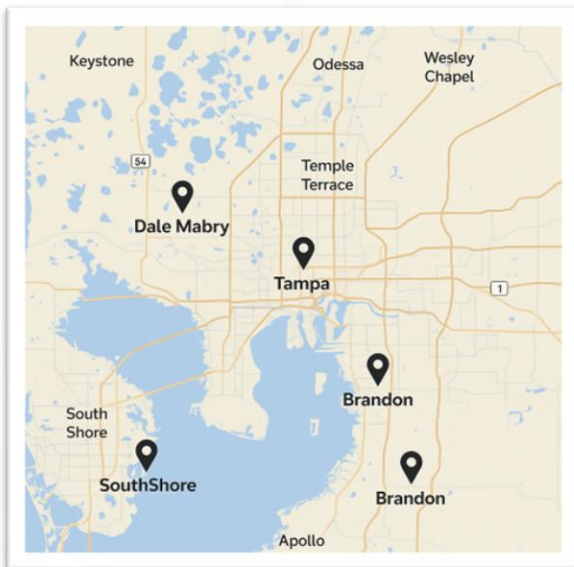 Keystone
Odessa
Wesley
Chapel
54
Temple
Terrace
Dale Mabry
Tampa
1
Brandon
South
Shore
SouthShore
Brandon
Apollo